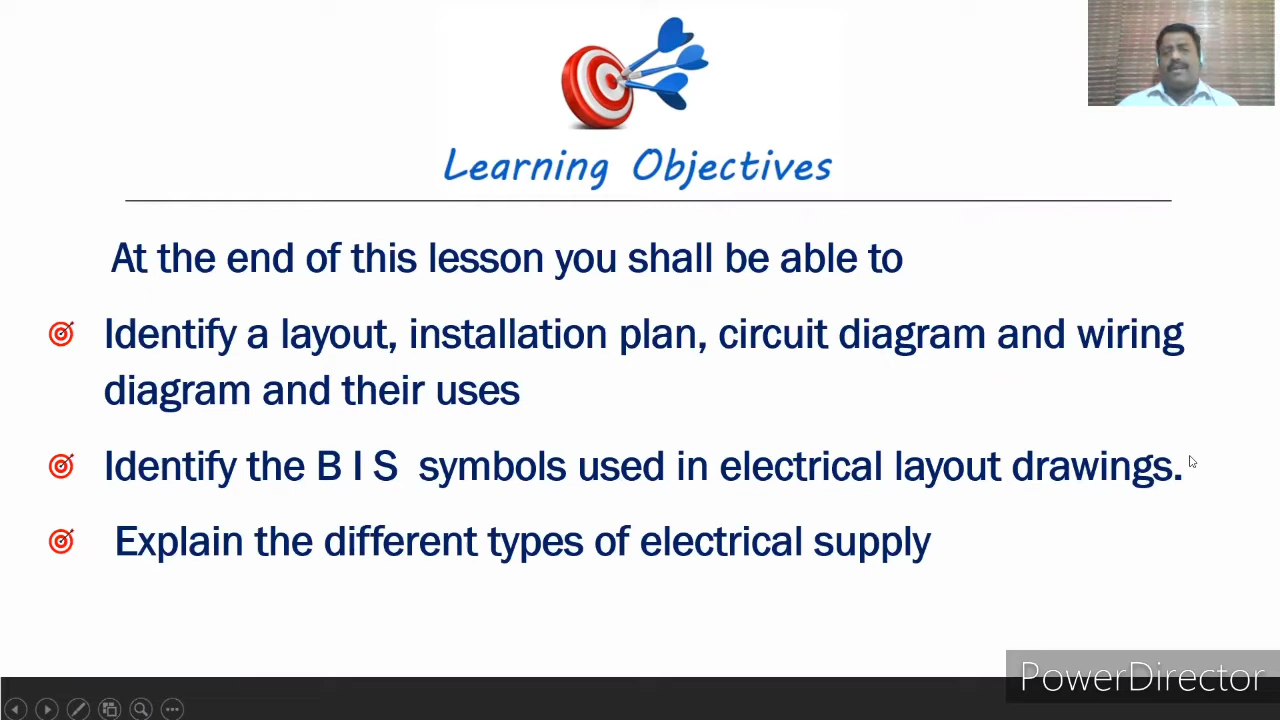 Learning Objectives
At the end of this lesson you shall be able to
Identify a layout, installation plan, circuit diagram and wiring
diagram and their uses
Identify the B I S symbols used in electrical layout drawings.
Explain the different types of electrical supply
PowerDirector